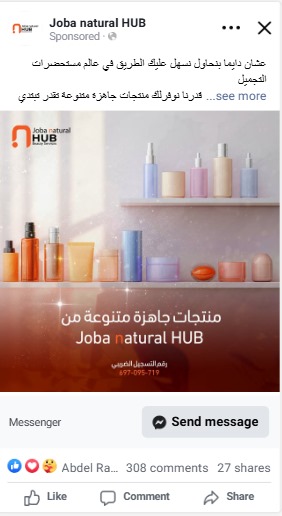 Joba natural HUB
Sponsored ·
عشان دايما بنحاول نسهل عليك الطريق في عالم مستحضرات
التجميل
قدرنا نوفرلك منتجات جاهزة متنوعة تقدر تبتدي ...see more
Joba natural
HUB
Beauty Services
منتجات جاهزة متنوعة من
Joba natural HUB
رقم التسجيل الضريبي
697-095-719
Messenger
Send message
Abdel Ra... 308 comments 27 shares
Like Comment Share